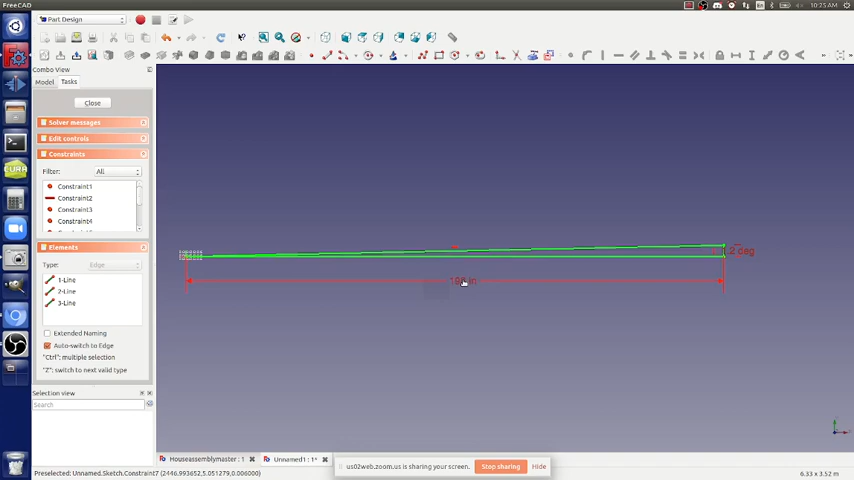 FreeCAD
10:25 AM
Part Design
Combo View
Model Tasks
Close
Solver messages
Edit controls
Constraints
Filter: All
Constraint1
Constraint2
Constraint3
Constraint4
Elements
Type: Edge
1-Line
2-Line
3-Line
Extended Naming
Auto-switch to Edge
"Ctrl": multiple selection
"Z": switch to next valid type
Selection view
Search
2 deg
in
CURA
Houseassemblymaster : 1
Unnamed1 : 1*
us02web.zoom.us is sharing your screen.
Stop sharing
Hide
Preselected: Unnamed.Sketch.Constraint7 (2446.993652,5.051279,0.006000)
6.33 m x 3.52 m